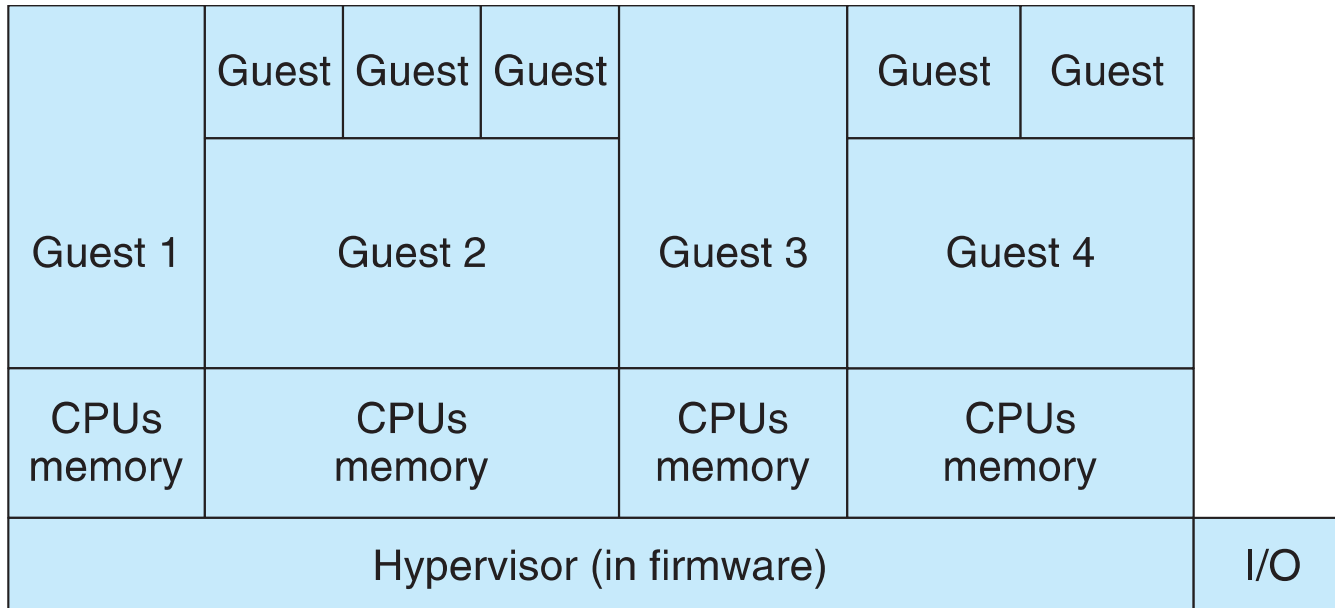 Guest
Guest
Guest
Guest
Guest
Guest 1
Guest 2
Guest 3
Guest 4
CPUs
memory
CPUs
memory
CPUs
memory
CPUs
memory
Hypervisor (in firmware)
I/O